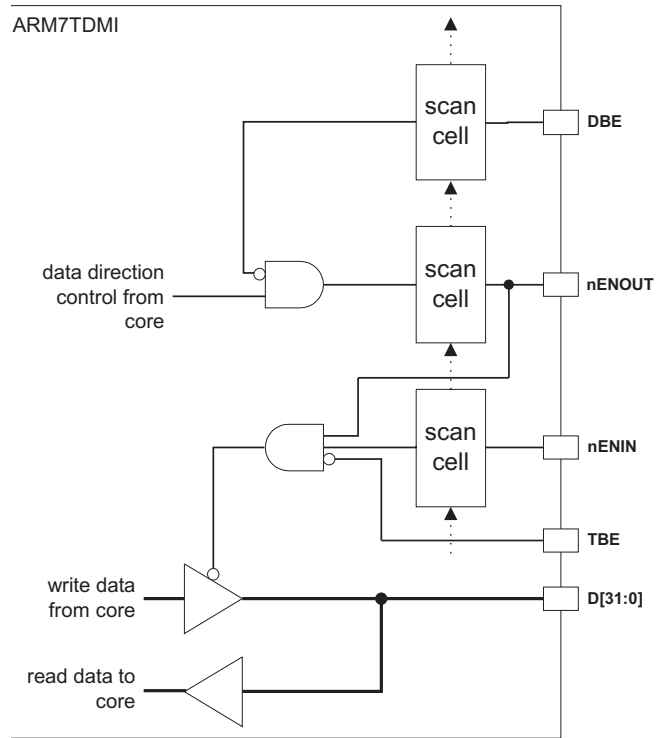 ARM7TDMI
scan
cell
DBE
data direction
control from
core
scan
cell
nENOUT
scan
cell
nENIN
TBE
write data
from core
D[31:0]
read data to
core